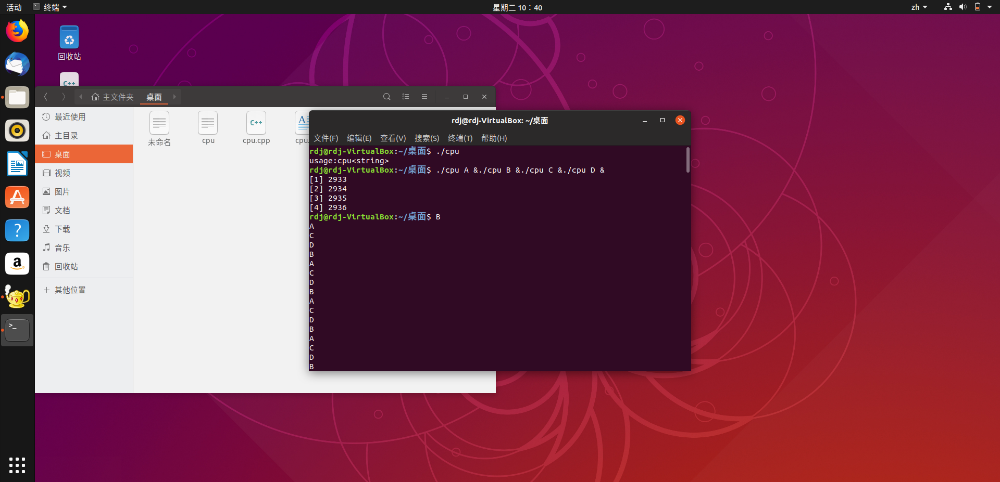 活动 终端 星期二 10：40 zh
回收站
C++
主文件夹 桌面
最近使用
主目录
桌面
视频
图片
文档
下载
音乐
回收站
其他位置
未命名 cpu cpu.cpp cpu.
C++
A
rdj@rdj-VirtualBox: ~/桌面
文件(F) 编辑(E) 查看(V) 搜索(S) 终端(T) 帮助(H)
rdj@rdj-VirtualBox:~/桌面$ ./cpu
usage:cpu<string>
rdj@rdj-VirtualBox:~/桌面$ ./cpu A &./cpu B &./cpu C &./cpu D &
[1] 2933
[2] 2934
[3] 2935
[4] 2936
rdj@rdj-VirtualBox:~/桌面$ B
A
C
D
B
A
C
D
B
A
C
D
B
A
C
D
B